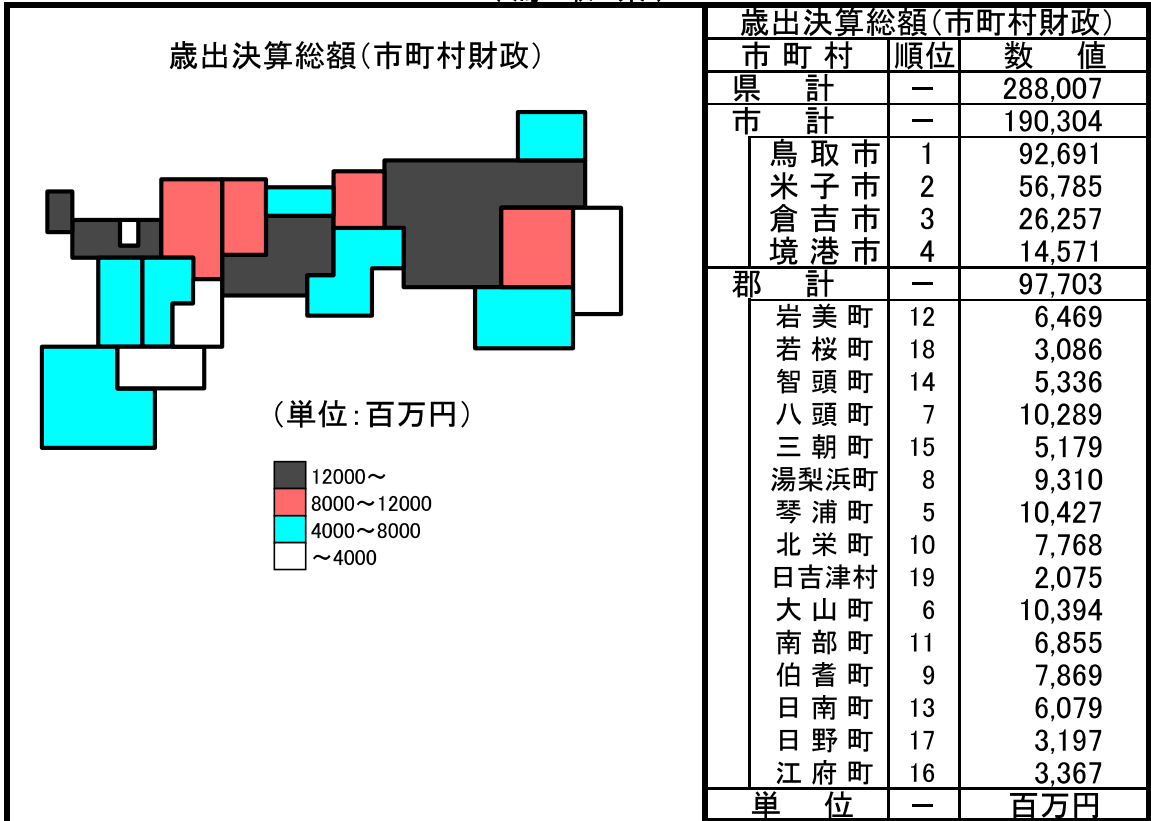 歳出決算総額(市町村財政)
(単位:百万円)
12000～
8000～12000
4000～8000
～4000
歳出決算総額(市町村財政)
市町村 順位 数値
県計 － 288,007
市計 － 190,304
鳥取市 1 92,691
米子市 2 56,785
倉吉市 3 26,257
境港市 4 14,571
郡計 － 97,703
岩美町 12 6,469
若桜町 18 3,086
智頭町 14 5,336
八頭町 7 10,289
三朝町 15 5,179
湯梨浜町 8 9,310
琴浦町 5 10,427
北栄町 10 7,768
日吉津村 19 2,075
大山町 6 10,394
南部町 11 6,855
伯耆町 9 7,869
日南町 13 6,079
日野町 17 3,197
江府町 16 3,367
単位 － 百万円